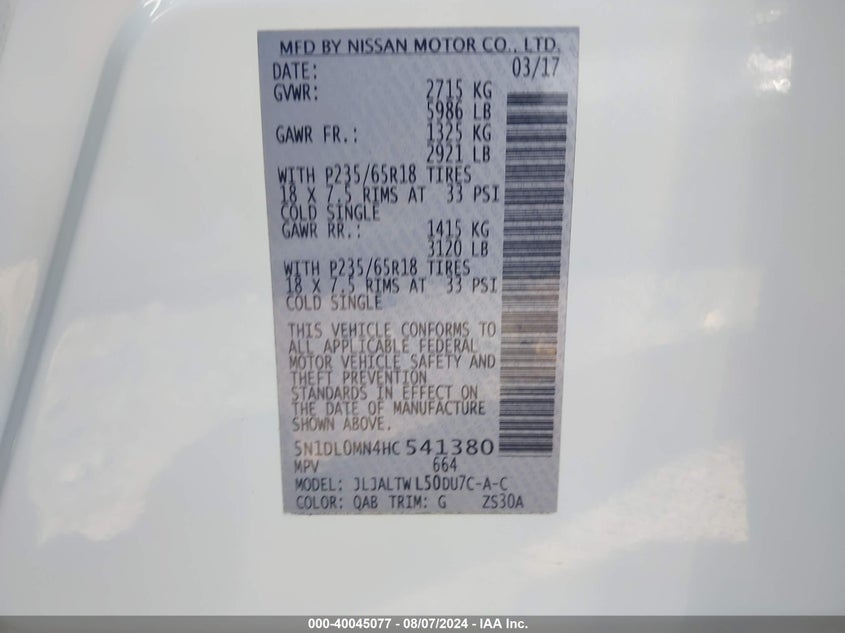 MFD BY NISSAN MOTOR CO., LTD.
DATE: 03/17
GVWR: 2715 KG
5986 LB
GAWR FR.: 1325 KG
2921 LB
WITH P235/65R18 TIRES
18 X 7.5 RIMS AT 33 PSI
COLD SINGLE
GAWR RR.: 1415 KG
3120 LB
WITH P235/65R18 TIRES
18 X 7.5 RIMS AT 33 PSI
COLD SINGLE
THIS VEHICLE CONFORMS TO
ALL APPLICABLE FEDERAL
MOTOR VEHICLE SAFETY AND
THEFT PREVENTION
STANDARDS IN EFFECT ON
THE DATE OF MANUFACTURE
SHOWN ABOVE.
5N1DL0MN4HC541380
MPV 664
MODEL: JLJALTWL50DU7C-A-C
COLOR: QAB TRIM: G ZS30A
000-40045077 - 08/07/2024 - IAA Inc.